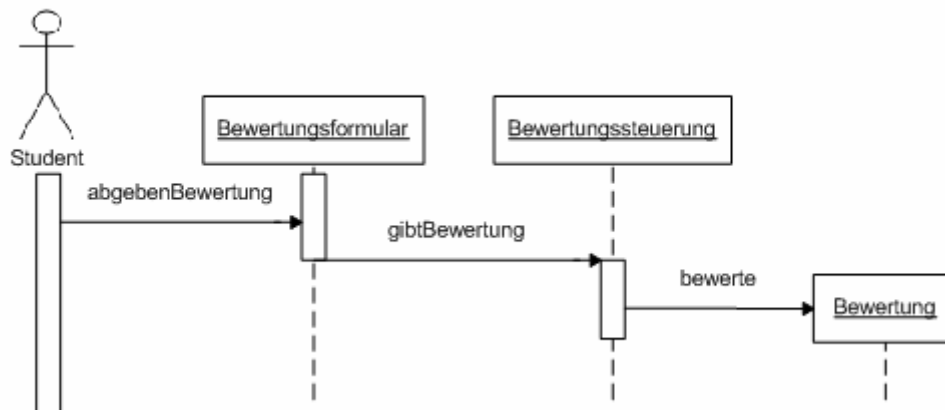 Bewertungsformular
Bewertungssteuerung
Student
abgebenBewertung
gibtBewertung
bewerte
Bewertung